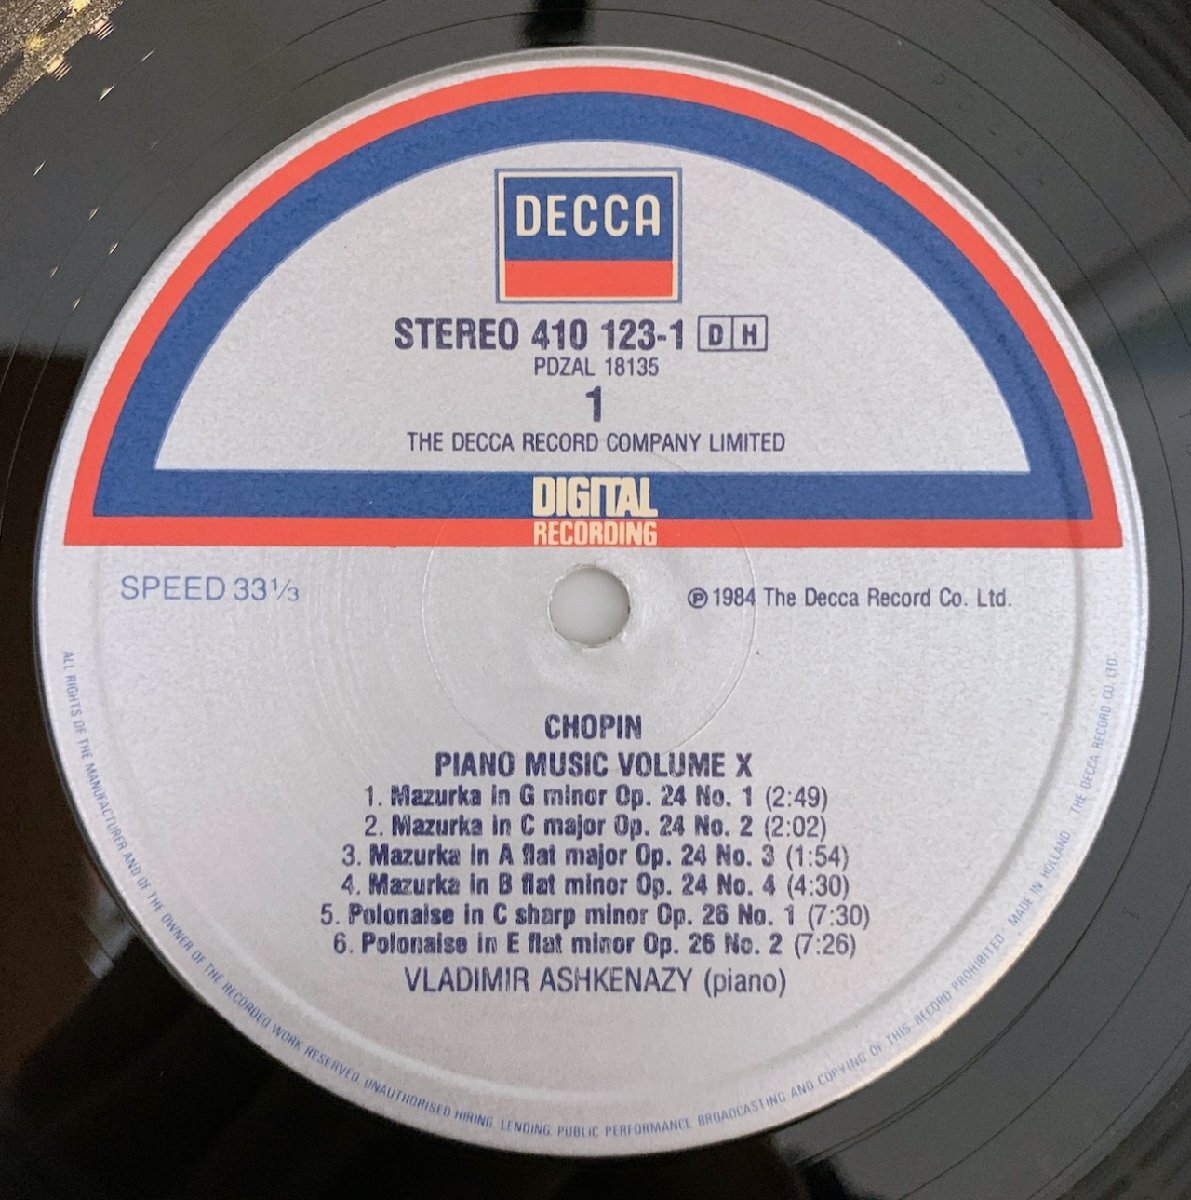 DECCA
STEREO 410 123-1 DH
PDZAL 18135
1
THE DECCA RECORD COMPANY LIMITED
DIGITAL
RECORDING
SPEED 33⅓
℗ 1984 The Decca Record Co. Ltd.
CHOPIN
PIANO MUSIC VOLUME X
1. Mazurka in G minor Op. 24 No. 1 (2:49)
2. Mazurka in C major Op. 24 No. 2 (2:02)
3. Mazurka in A flat major Op. 24 No. 3 (1:54)
4. Mazurka in B flat minor Op. 24 No. 4 (4:30)
5. Polonaise in C sharp minor Op. 26 No. 1 (7:30)
6. Polonaise in E flat minor Op. 26 No. 2 (7:26)
VLADIMIR ASHKENAZY (piano)
ALL RIGHTS OF THE MANUFACTURER AND OF THE OWNER OF THE RECORDED WORK RESERVED. UNAUTHORISED HIRING, LENDING, PUBLIC PERFORMANCE BROADCASTING AND COPYING OF THIS RECORD PROHIBITED · MADE IN HOLLAND · THE DECCA RECORD CO. LTD.